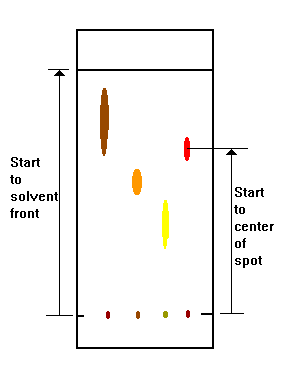 Start
to
solvent
front
Start
to
center
of
spot